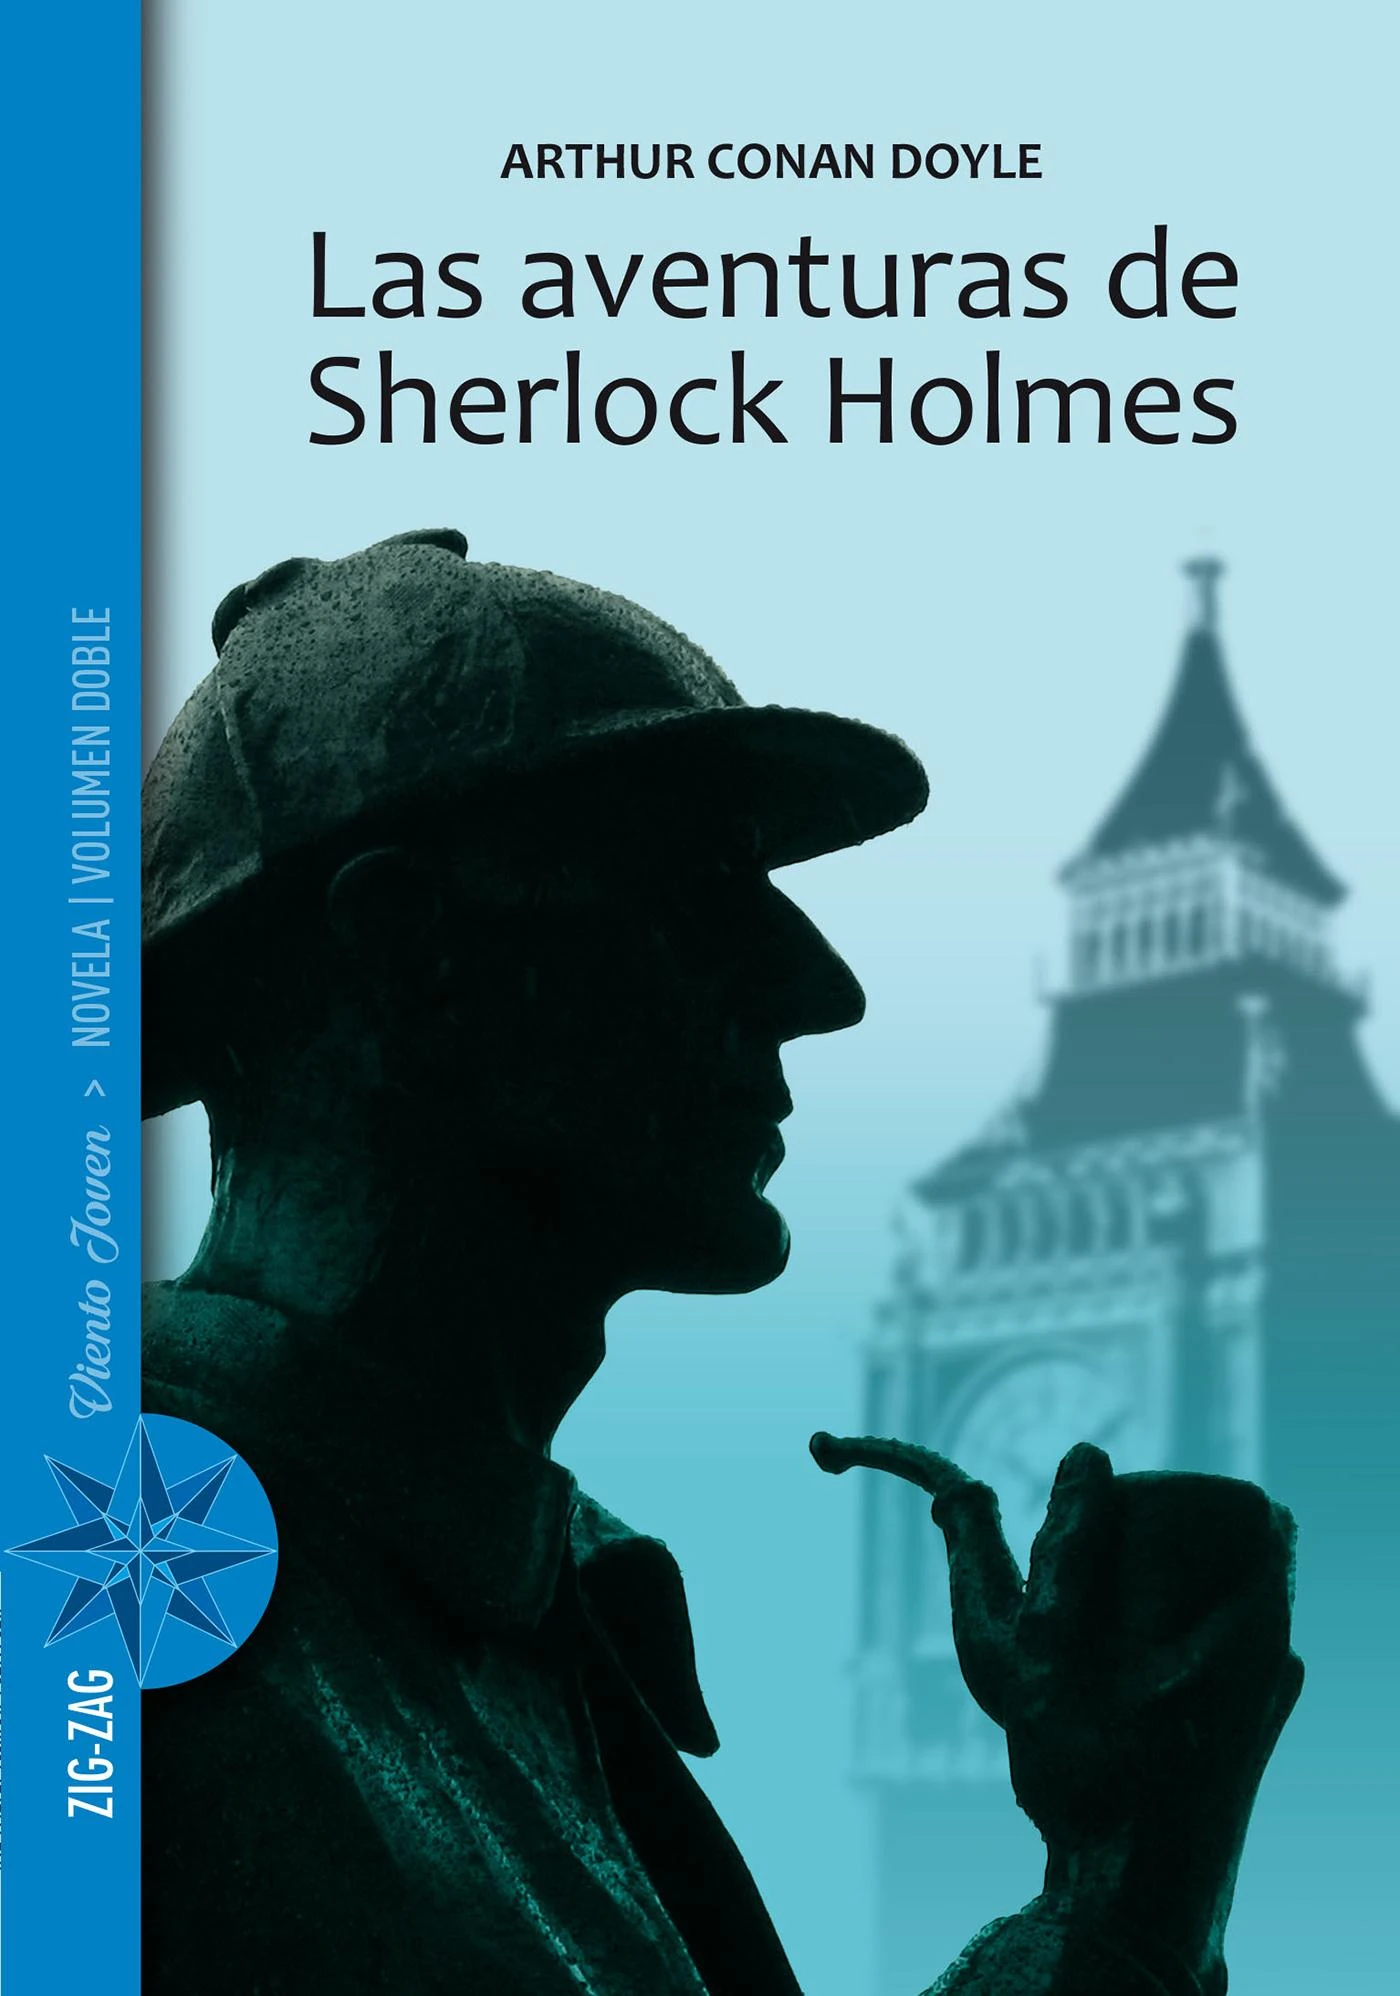 ARTHUR CONAN DOYLE
Las aventuras de
Sherlock Holmes
Viento Joven > NOVELA | VOLUMEN DOBLE
ZIG-ZAG